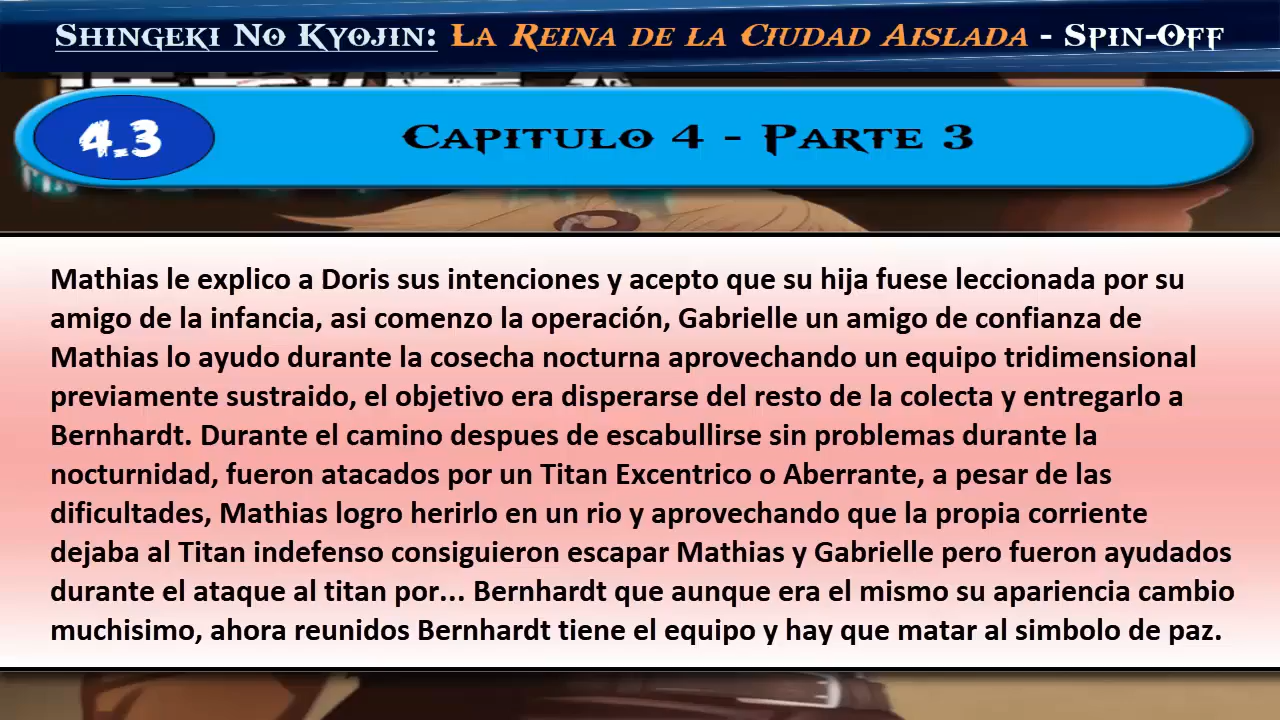 Shingeki No Kyojin: La Reina de la Ciudad Aislada - Spin-Off
4.3
Capitulo 4 - Parte 3
Mathias le explico a Doris sus intenciones y acepto que su hija fuese leccionada por su
amigo de la infancia, asi comenzo la operación, Gabrielle un amigo de confianza de
Mathias lo ayudo durante la cosecha nocturna aprovechando un equipo tridimensional
previamente sustraido, el objetivo era disperarse del resto de la colecta y entregarlo a
Bernhardt. Durante el camino despues de escabullirse sin problemas durante la
nocturnidad, fueron atacados por un Titan Excentrico o Aberrante, a pesar de las
dificultades, Mathias logro herirlo en un rio y aprovechando que la propia corriente
dejaba al Titan indefenso consiguieron escapar Mathias y Gabrielle pero fueron ayudados
durante el ataque al titan por... Bernhardt que aunque era el mismo su apariencia cambio
muchisimo, ahora reunidos Bernhardt tiene el equipo y hay que matar al simbolo de paz.